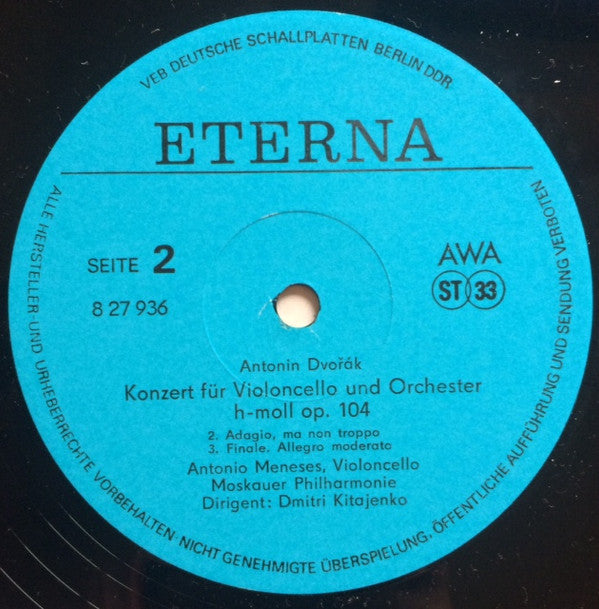 VEB DEUTSCHE SCHALLPLATTEN BERLIN DDR
ETERNA
SEITE 2
8 27 936
AWA
ST 33
Antonin Dvořák
Konzert für Violoncello und Orchester
h-moll op. 104
2. Adagio, ma non troppo
3. Finale. Allegro moderato
Antonio Meneses, Violoncello
Moskauer Philharmonie
Dirigent: Dmitri Kitajenko
ALLE HERSTELLER- UND URHEBERRECHTE VORBEHALTEN · NICHT GENEHMIGTE ÜBERSPIELUNG, ÖFFENTLICHE AUFFÜHRUNG UND SENDUNG VERBOTEN